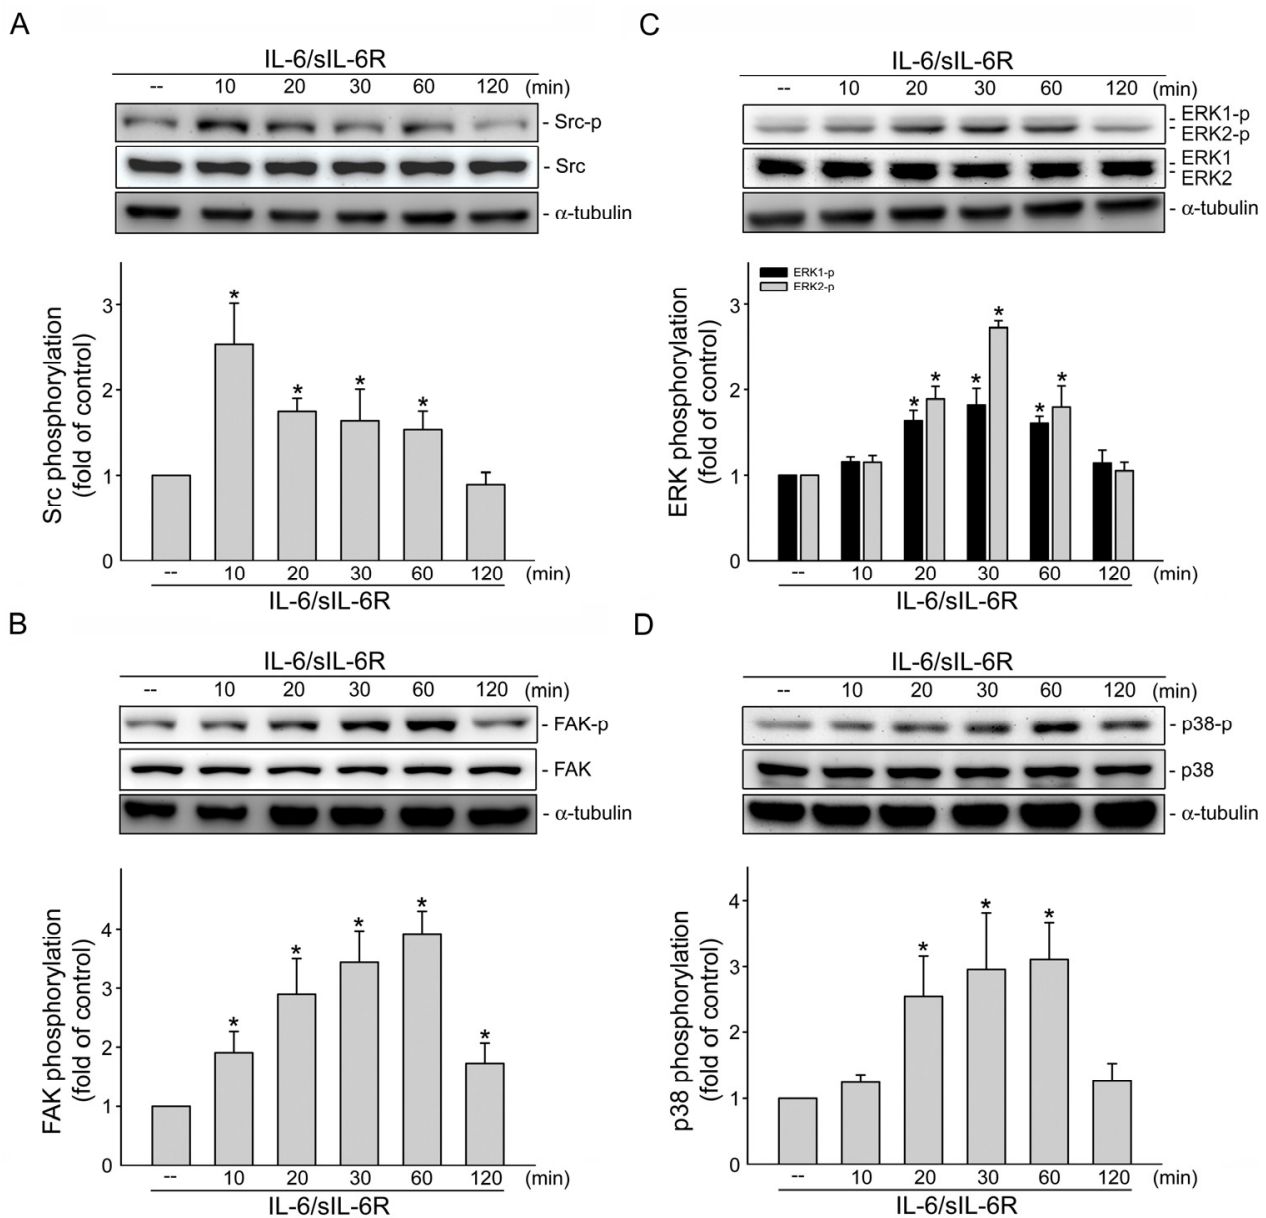 A
IL-6/sIL-6R
-- 10 20 30 60 120 (min)
- Src-p
- Src
- α-tubulin
Src phosphorylation
(fold of control)
3
2
1
0
* * * *
-- 10 20 30 60 120 (min)
IL-6/sIL-6R
C
IL-6/sIL-6R
-- 10 20 30 60 120 (min)
- ERK1-p
- ERK2-p
- ERK1
- ERK2
- α-tubulin
ERK1-p
ERK2-p
ERK phosphorylation
(fold of control)
3
2
1
0
* * * * * *
-- 10 20 30 60 120 (min)
IL-6/sIL-6R
B
IL-6/sIL-6R
-- 10 20 30 60 120 (min)
- FAK-p
- FAK
- α-tubulin
FAK phosphorylation
(fold of control)
4
3
2
1
0
* * * * *
-- 10 20 30 60 120 (min)
IL-6/sIL-6R
D
IL-6/sIL-6R
-- 10 20 30 60 120 (min)
- p38-p
- p38
- α-tubulin
p38 phosphorylation
(fold of control)
4
3
2
1
0
* * *
-- 10 20 30 60 120 (min)
IL-6/sIL-6R